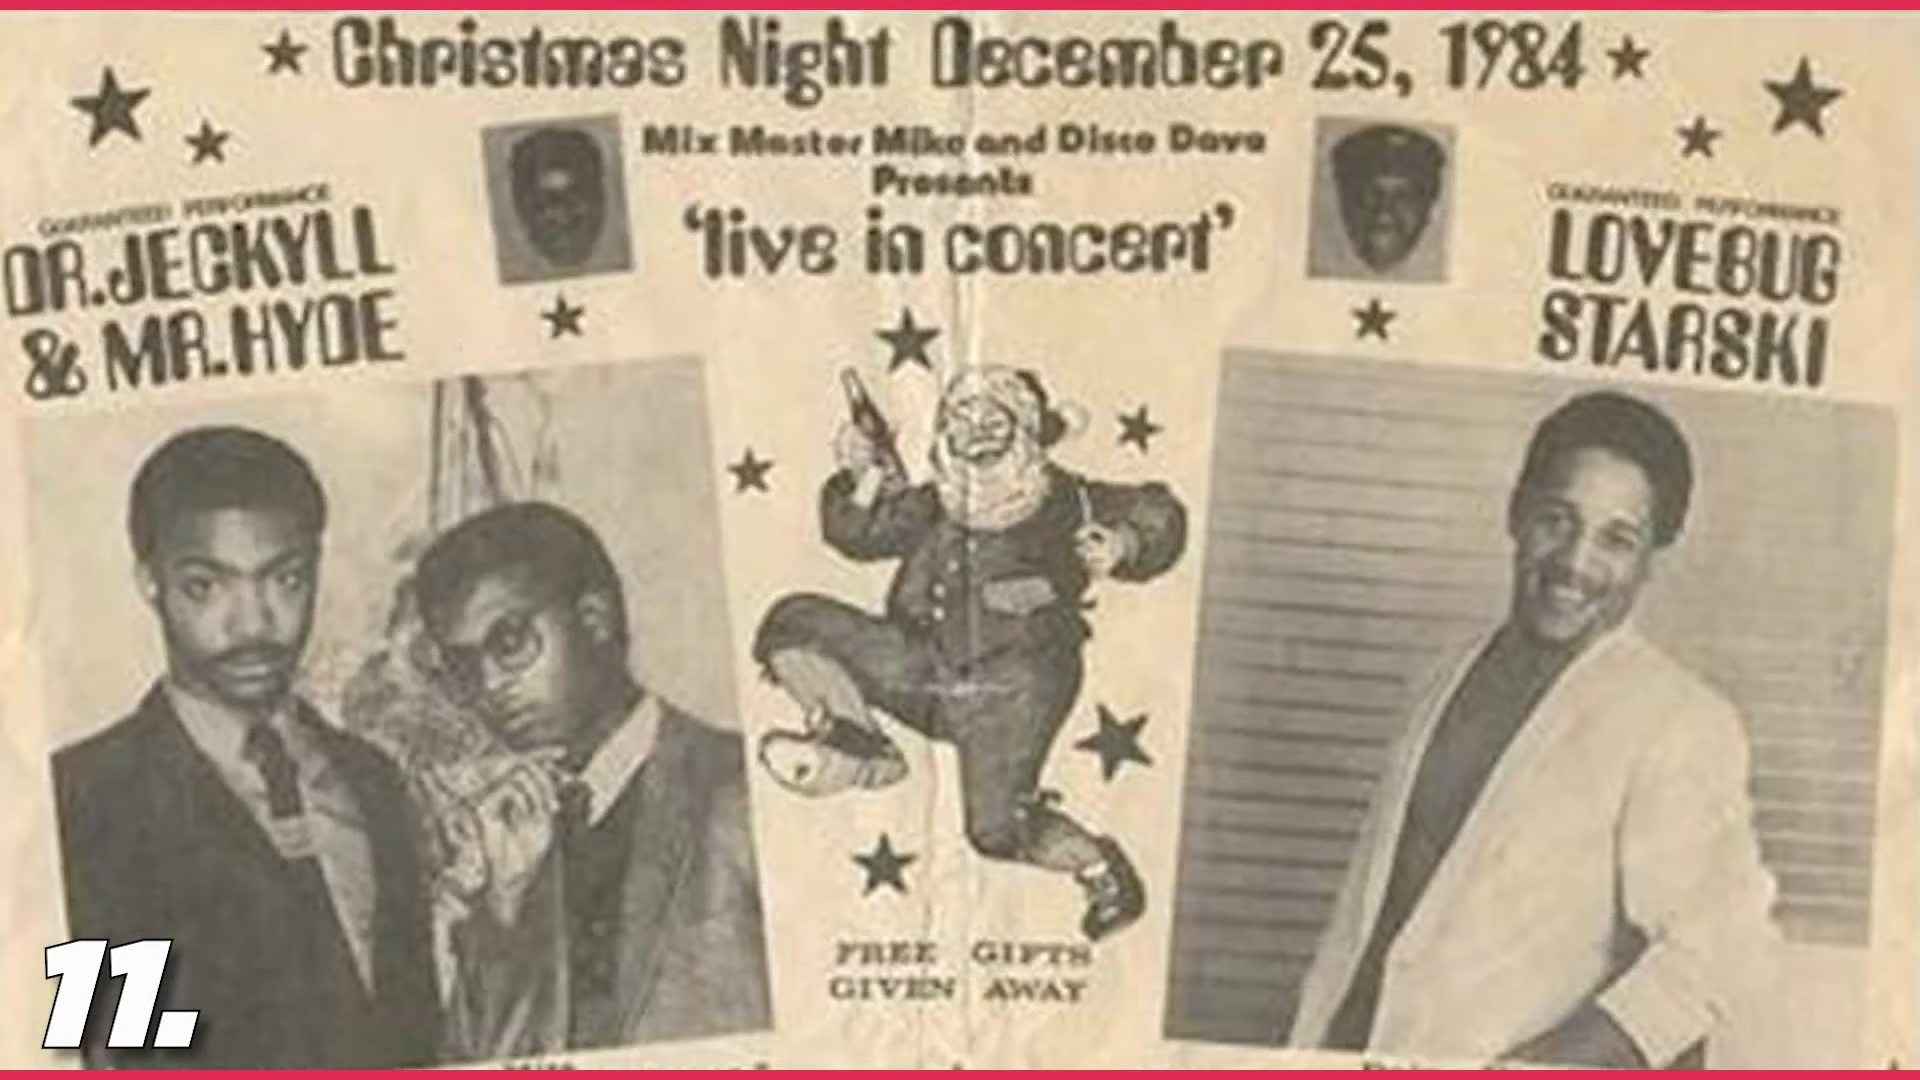 Christmas Night December 25, 1984
Mix Master Mike and Disco Dave
Presents
'live in concert'
GUARANTEED PERFORMANCE
DR. JECKYLL
& MR. HYDE
GUARANTEED PERFORMANCE
LOVEBUG
STARSKI
FREE GIFTS
GIVEN AWAY
11.